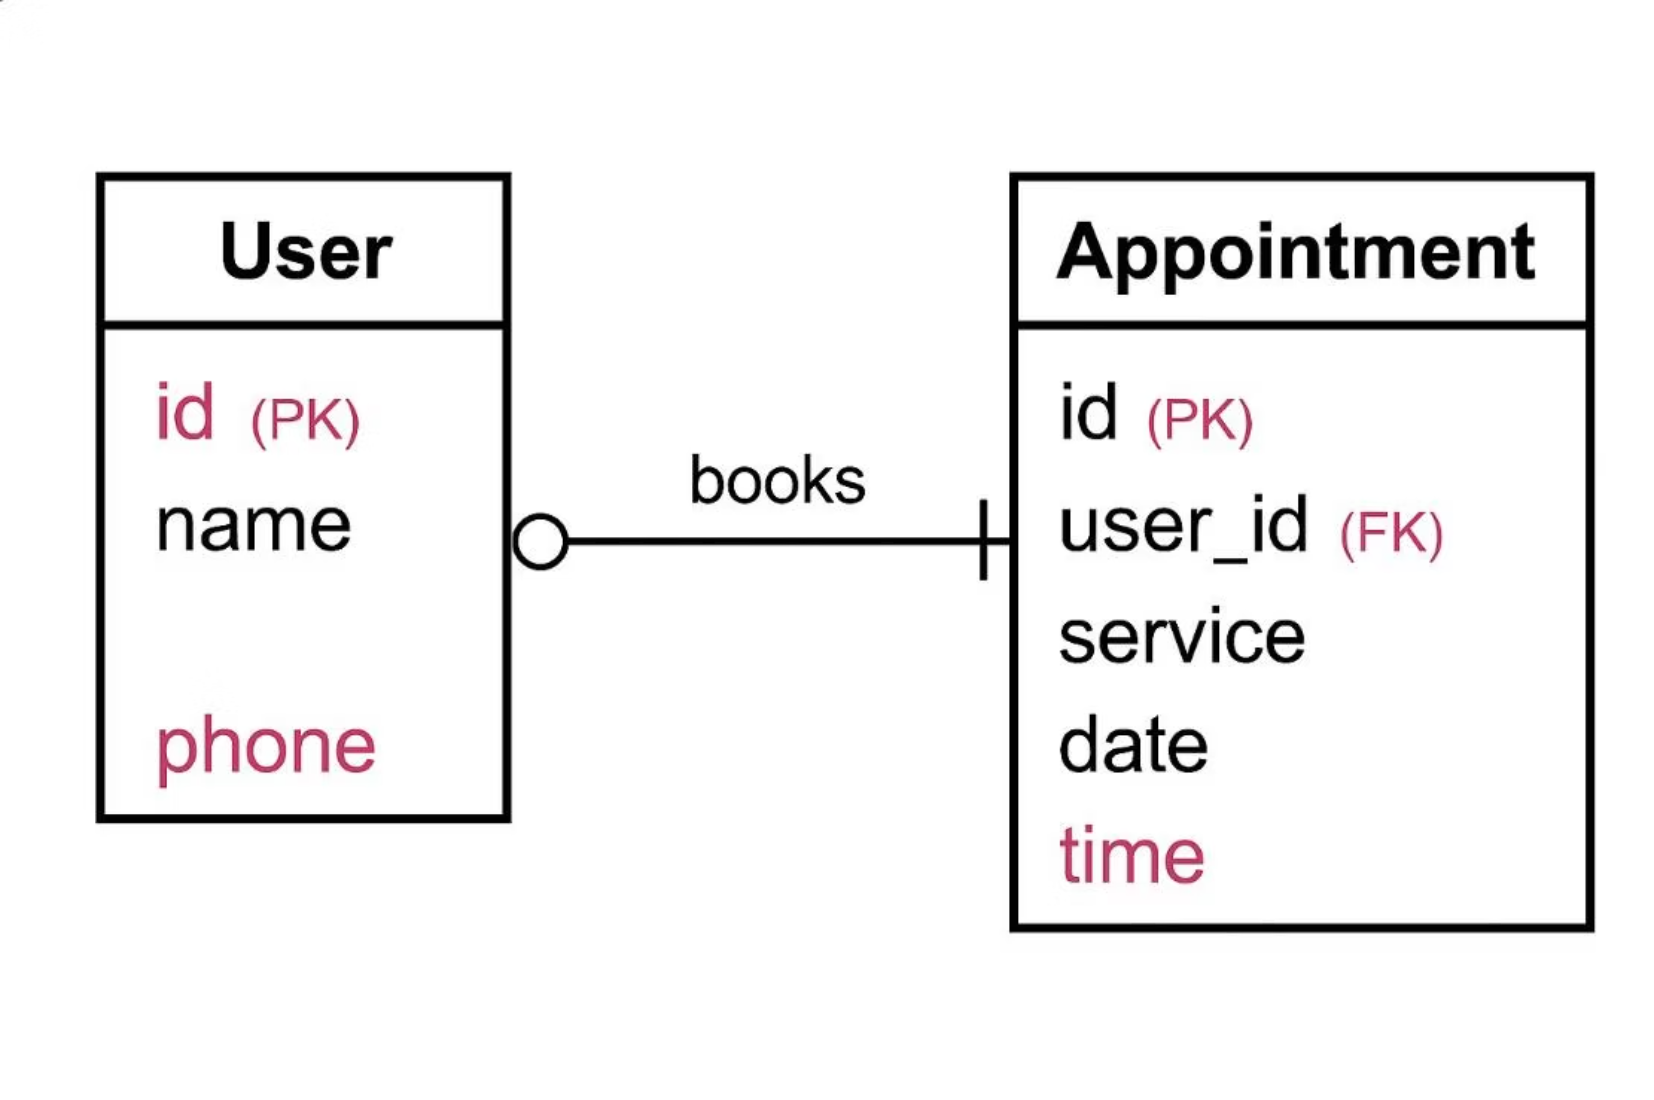 User
id (PK)
name
phone
books
Appointment
id (PK)
user_id (FK)
service
date
time